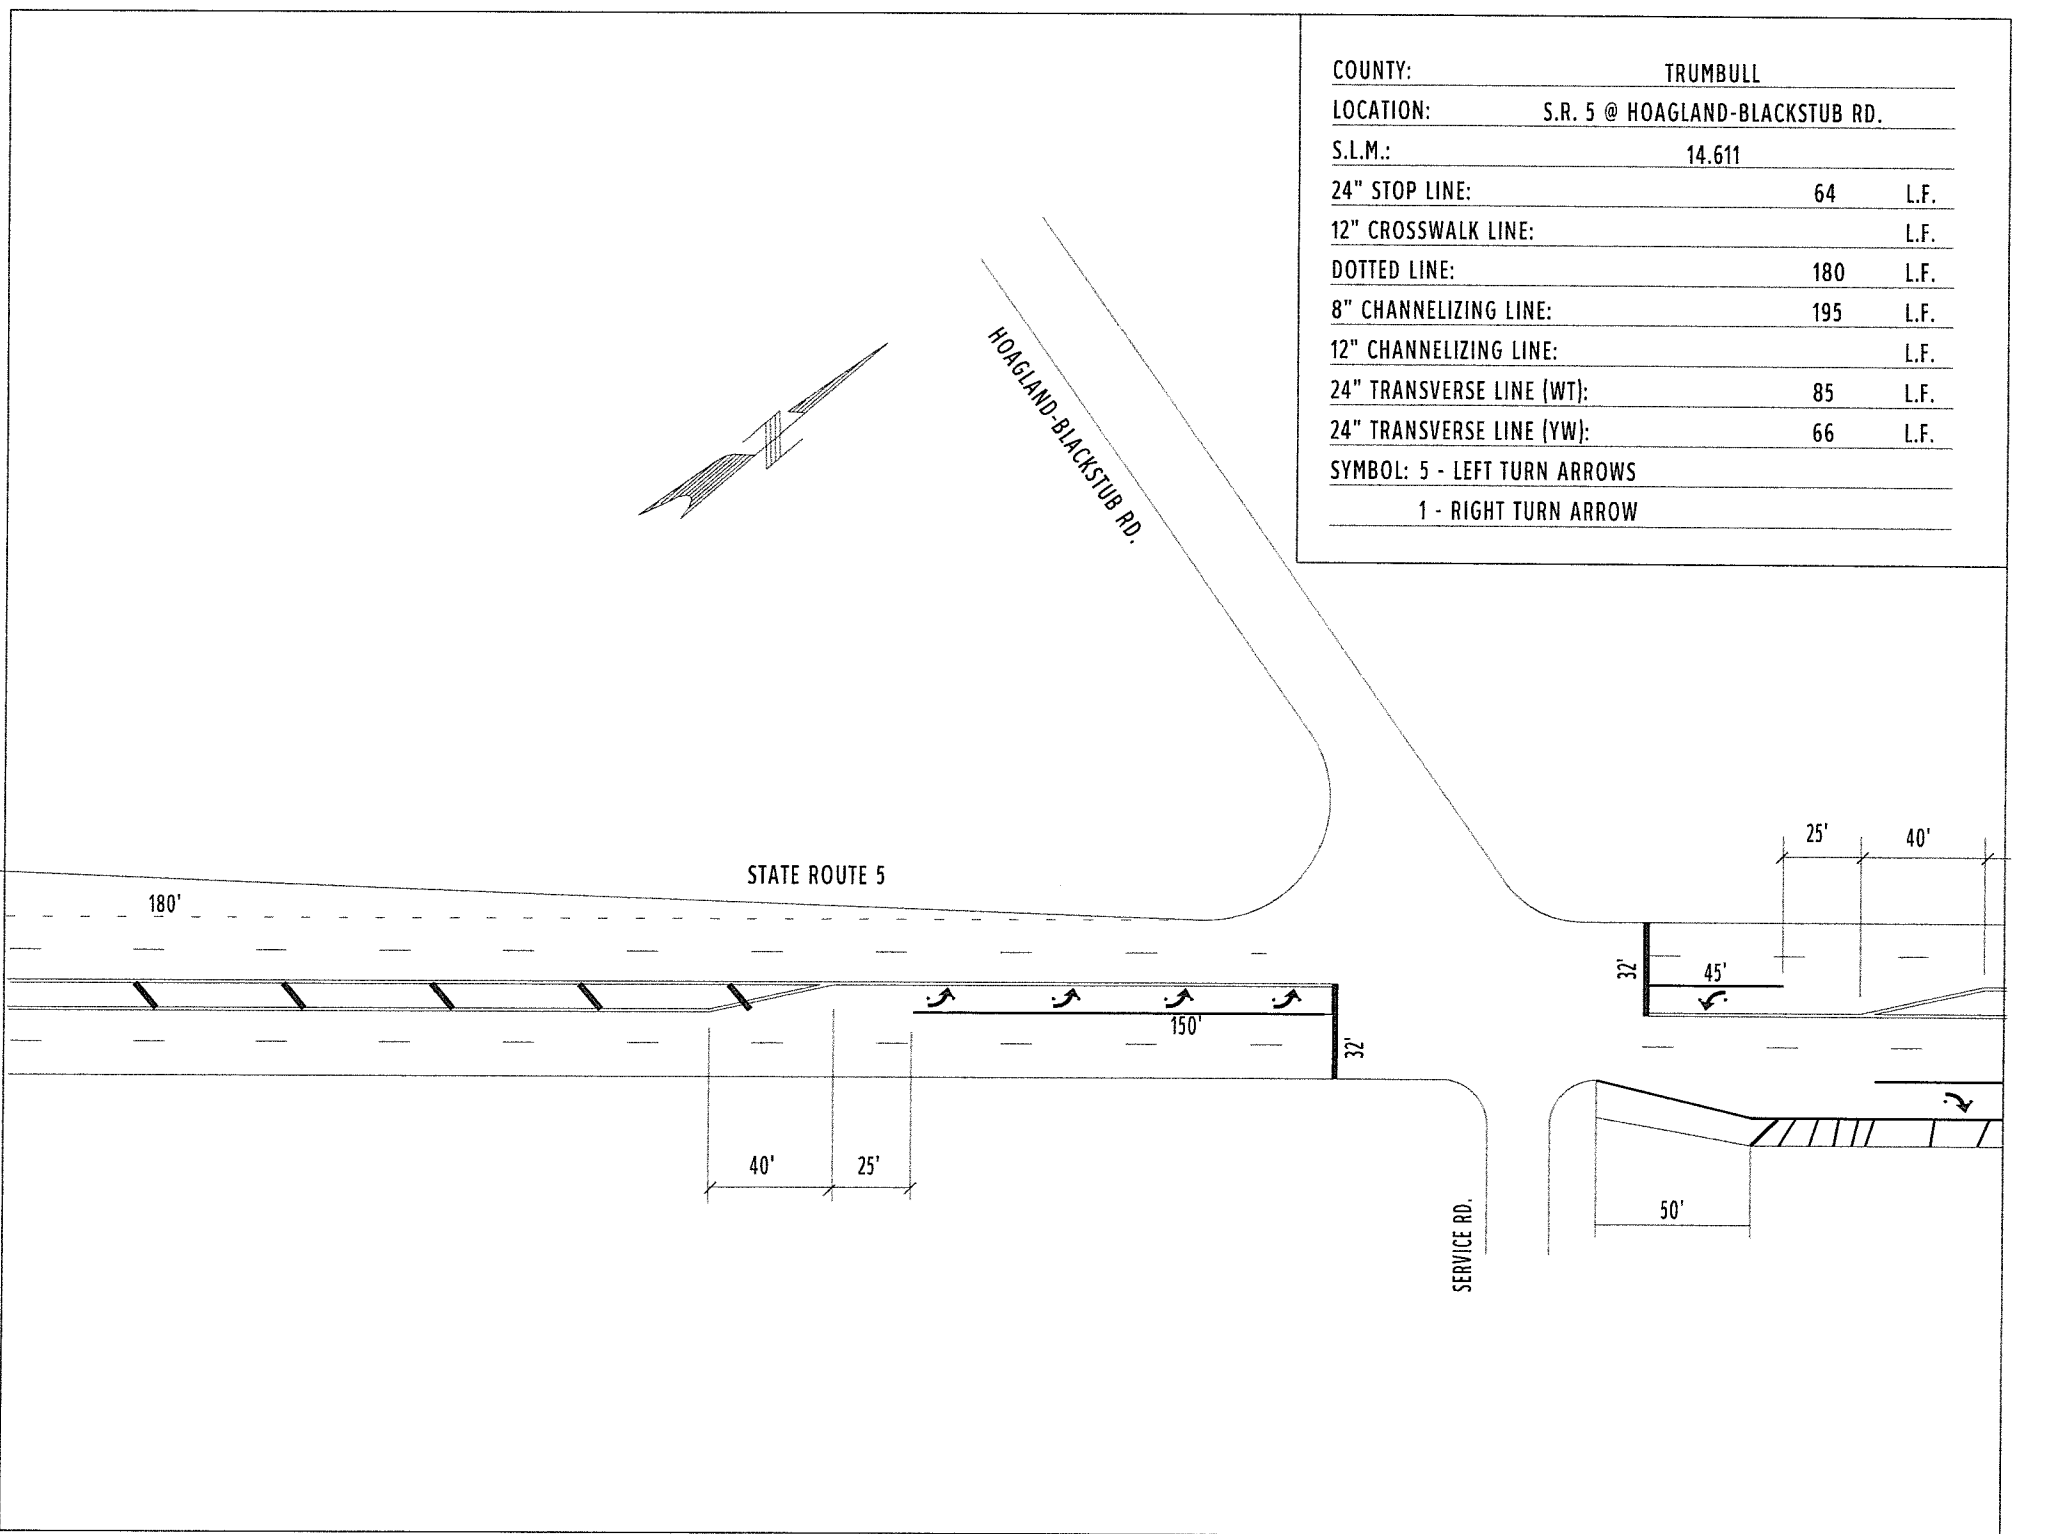 COUNTY: TRUMBULL
LOCATION: S.R. 5 @ HOAGLAND-BLACKSTUB RD.
S.L.M.: 14.611
24" STOP LINE: 64 L.F.
12" CROSSWALK LINE: L.F.
DOTTED LINE: 180 L.F.
8" CHANNELIZING LINE: 195 L.F.
12" CHANNELIZING LINE: L.F.
24" TRANSVERSE LINE (WT): 85 L.F.
24" TRANSVERSE LINE (YW): 66 L.F.
SYMBOL: 5 - LEFT TURN ARROWS
1 - RIGHT TURN ARROW
HOAGLAND-BLACKSTUB RD.
N
25' 40'
STATE ROUTE 5
180'
32'
45'
150'
32'
40' 25'
50'
SERVICE RD.